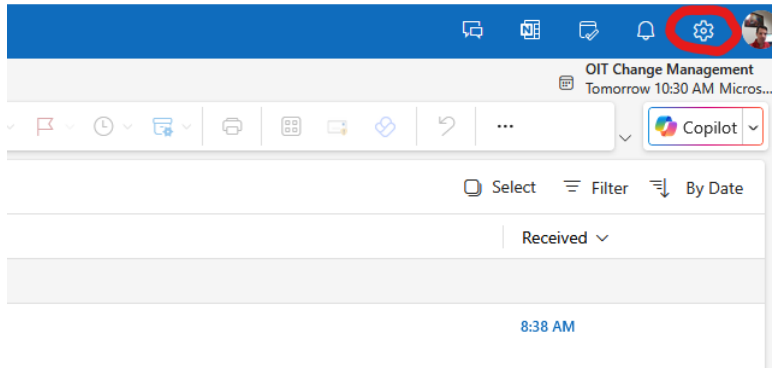 OIT Change Management
Tomorrow 10:30 AM Micros...
...
Copilot
Select
Filter
By Date
Received
8:38 AM